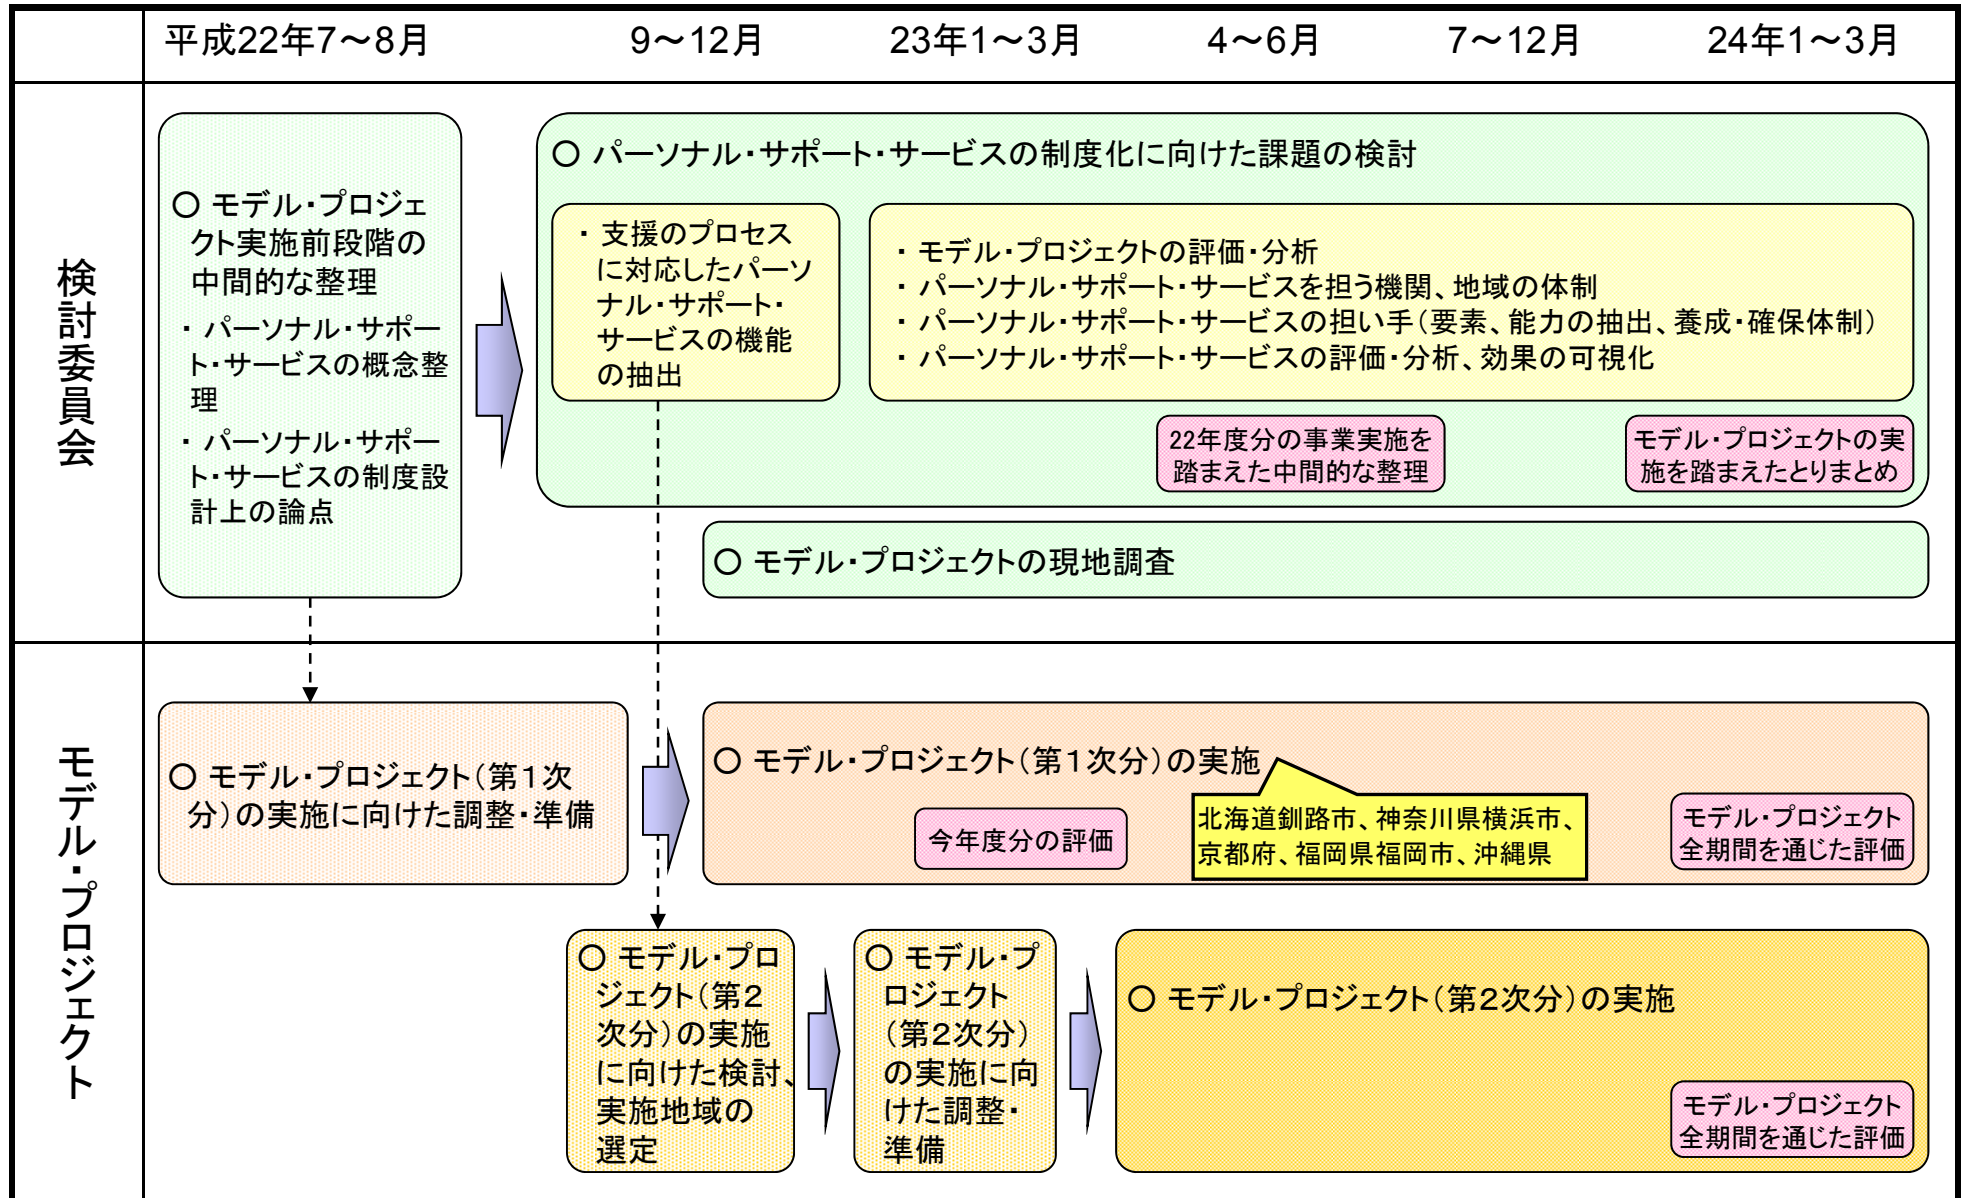 平成22年7～8月
9～12月
23年1～3月
4～6月
7～12月
24年1～3月
検討委員会
○ モデル・プロジェ
クト実施前段階の
中間的な整理
・ パーソナル・サポー
ト・サービスの概念整
理
・ パーソナル・サポー
ト・サービスの制度設
計上の論点
○ パーソナル・サポート・サービスの制度化に向けた課題の検討
・ 支援のプロセス
に対応したパーソ
ナル・サポート・
サービスの機能
の抽出
・ モデル・プロジェクトの評価・分析
・ パーソナル・サポート・サービスを担う機関、地域の体制
・ パーソナル・サポート・サービスの担い手（要素、能力の抽出、養成・確保体制）
・ パーソナル・サポート・サービスの評価・分析、効果の可視化
22年度分の事業実施を
踏まえた中間的な整理
モデル・プロジェクトの実
施を踏まえたとりまとめ
○ モデル・プロジェクトの現地調査
モデル・プロジェクト
○ モデル・プロジェクト（第１次
分）の実施に向けた調整・準備
○ モデル・プロジェクト（第１次分）の実施
今年度分の評価
北海道釧路市、神奈川県横浜市、
京都府、福岡県福岡市、沖縄県
モデル・プロジェクト
全期間を通じた評価
○ モデル・プロ
ジェクト（第２
次分）の実施
に向けた検討、
実施地域の
選定
○ モデル・プ
ロジェクト
（第２次分）
の実施に向
けた調整・
準備
○ モデル・プロジェクト（第２次分）の実施
モデル・プロジェクト
全期間を通じた評価